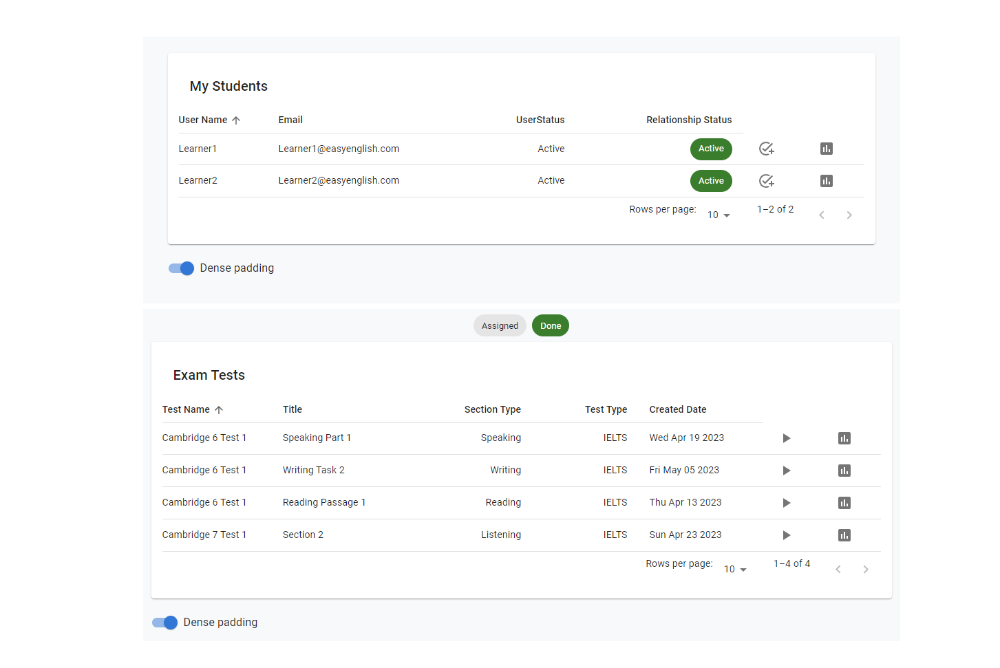 My Students
User Name Email UserStatus Relationship Status
Learner1 Learner1@easyenglish.com Active Active
Learner2 Learner2@easyenglish.com Active Active
Rows per page: 10 1–2 of 2
Dense padding
Assigned Done
Exam Tests
Test Name Title Section Type Test Type Created Date
Cambridge 6 Test 1 Speaking Part 1 Speaking IELTS Wed Apr 19 2023
Cambridge 6 Test 1 Writing Task 2 Writing IELTS Fri May 05 2023
Cambridge 6 Test 1 Reading Passage 1 Reading IELTS Thu Apr 13 2023
Cambridge 7 Test 1 Section 2 Listening IELTS Sun Apr 23 2023
Rows per page: 10 1–4 of 4
Dense padding